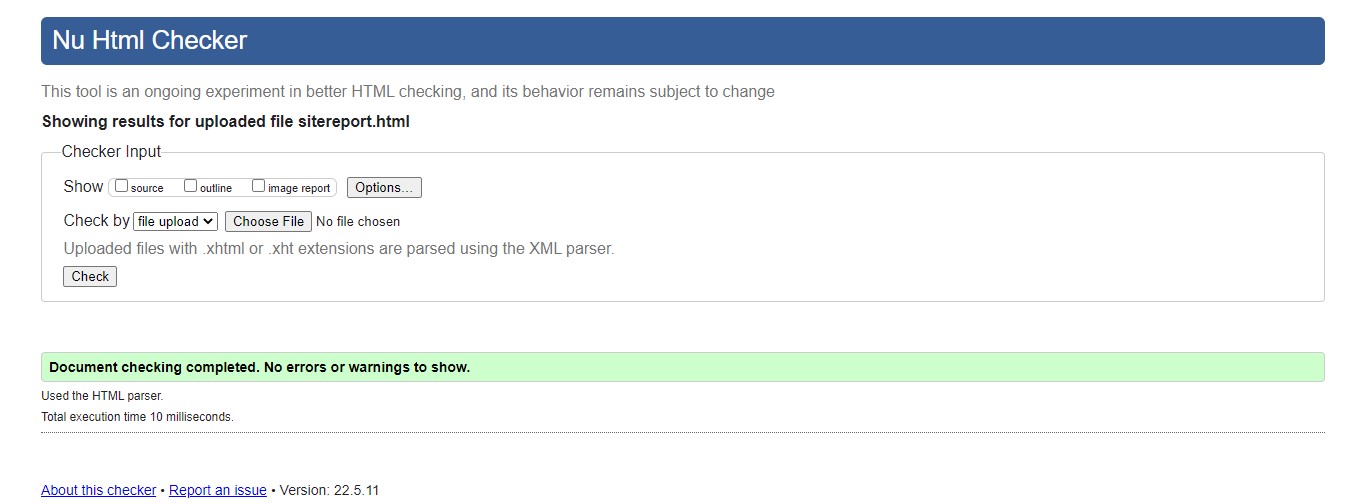 Nu Html Checker
This tool is an ongoing experiment in better HTML checking, and its behavior remains subject to change
Showing results for uploaded file sitereport.html
Checker Input
Show source outline image report Options...
Check by file upload Choose File No file chosen
Uploaded files with .xhtml or .xht extensions are parsed using the XML parser.
Check
Document checking completed. No errors or warnings to show.
Used the HTML parser.
Total execution time 10 milliseconds.
About this checker • Report an issue • Version: 22.5.11